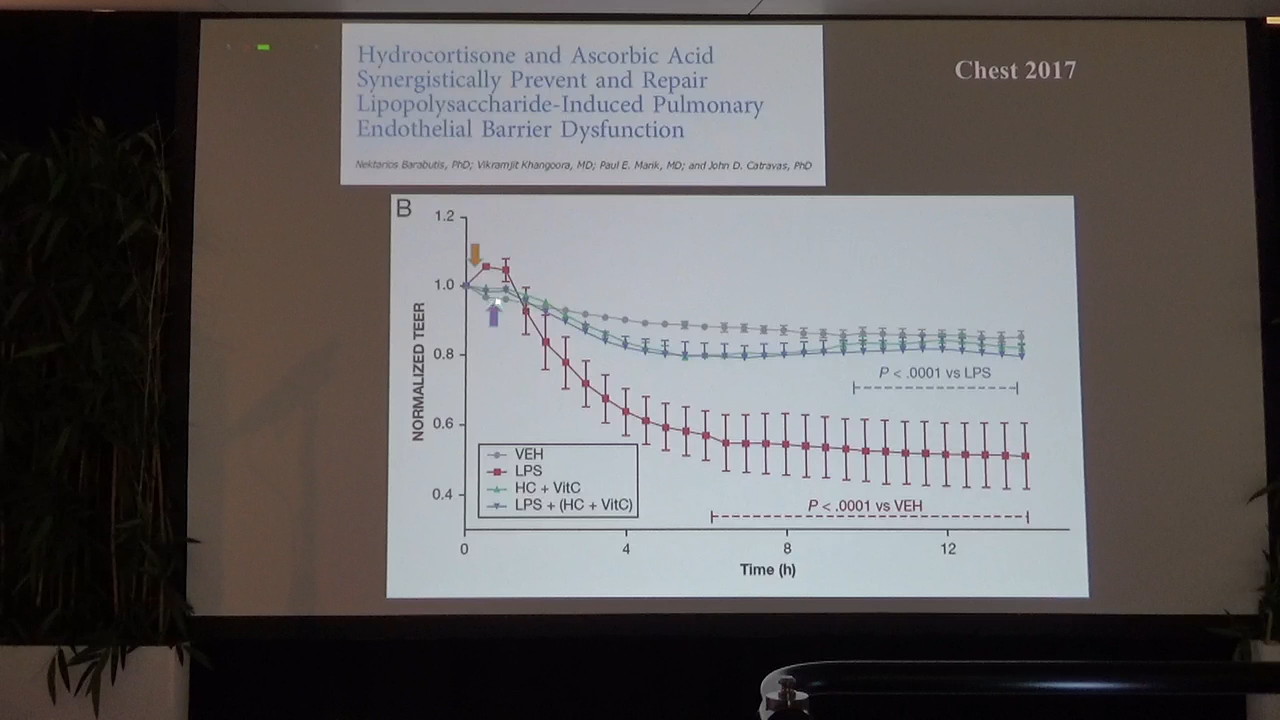 Hydrocortisone and Ascorbic Acid
Synergistically Prevent and Repair
Lipopolysaccharide-Induced Pulmonary
Endothelial Barrier Dysfunction
Nektarios Barabutis, PhD; Vikramjit Khangoora, MD; Paul E. Marik, MD; and John D. Catravas, PhD
Chest 2017
B
1.2
1.0
0.8
0.6
0.4
NORMALIZED TEER
P < .0001 vs LPS
VEH
LPS
HC + VitC
LPS + (HC + VitC)
P < .0001 vs VEH
0 4 8 12
Time (h)